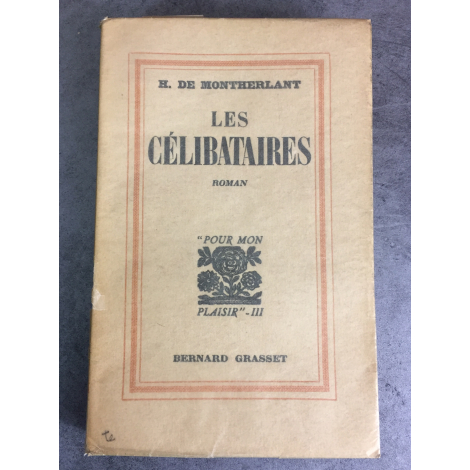 H. DE MONTHERLANT
LES
CÉLIBATAIRES
ROMAN
"POUR MON
PLAISIR"-III
BERNARD GRASSET